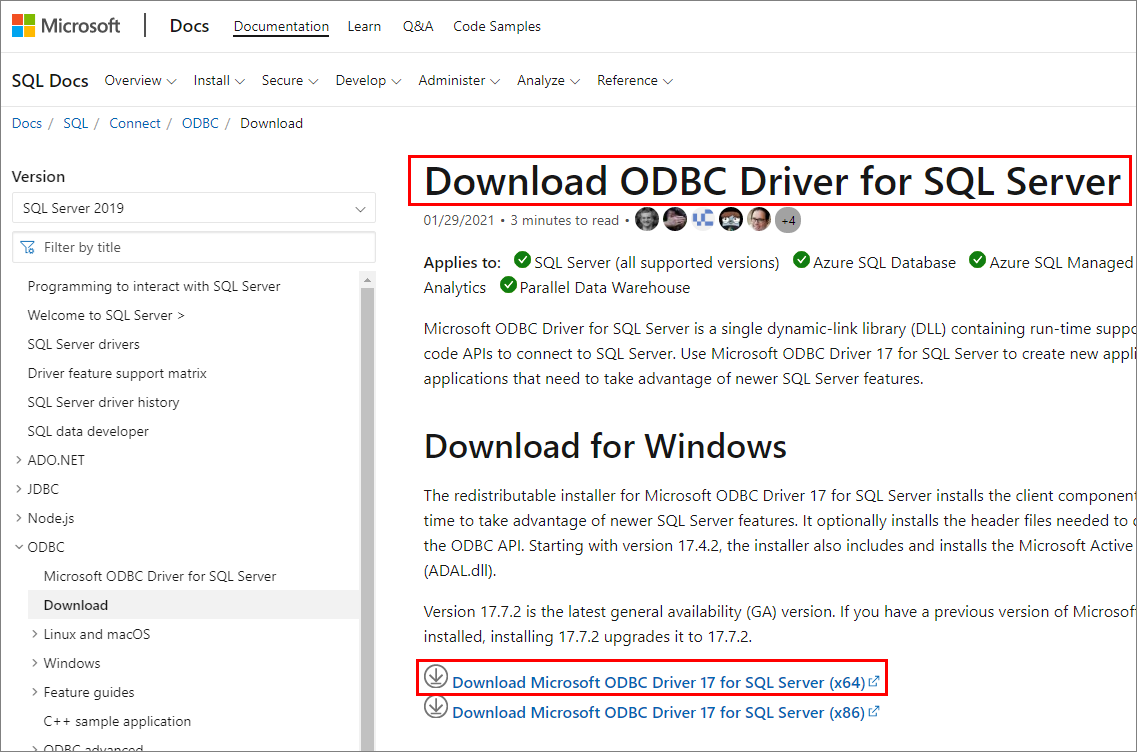 Microsoft Docs Documentation Learn Q&A Code Samples
SQL Docs Overview Install Secure Develop Administer Analyze Reference
Docs / SQL / Connect / ODBC / Download
Version
SQL Server 2019
Filter by title
Programming to interact with SQL Server
Welcome to SQL Server >
SQL Server drivers
Driver feature support matrix
SQL Server driver history
SQL data developer
ADO.NET
JDBC
Node.js
ODBC
Microsoft ODBC Driver for SQL Server
Download
Linux and macOS
Windows
Feature guides
C++ sample application
ODBC advanced
Download ODBC Driver for SQL Server
01/29/2021 • 3 minutes to read • +4
Applies to: SQL Server (all supported versions) Azure SQL Database Azure SQL Managed
Analytics Parallel Data Warehouse
Microsoft ODBC Driver for SQL Server is a single dynamic-link library (DLL) containing run-time suppo
code APIs to connect to SQL Server. Use Microsoft ODBC Driver 17 for SQL Server to create new appli
applications that need to take advantage of newer SQL Server features.
Download for Windows
The redistributable installer for Microsoft ODBC Driver 17 for SQL Server installs the client component
time to take advantage of newer SQL Server features. It optionally installs the header files needed to
the ODBC API. Starting with version 17.4.2, the installer also includes and installs the Microsoft Active
(ADAL.dll).
Version 17.7.2 is the latest general availability (GA) version. If you have a previous version of Microsof
installed, installing 17.7.2 upgrades it to 17.7.2.
Download Microsoft ODBC Driver 17 for SQL Server (x64)
Download Microsoft ODBC Driver 17 for SQL Server (x86)